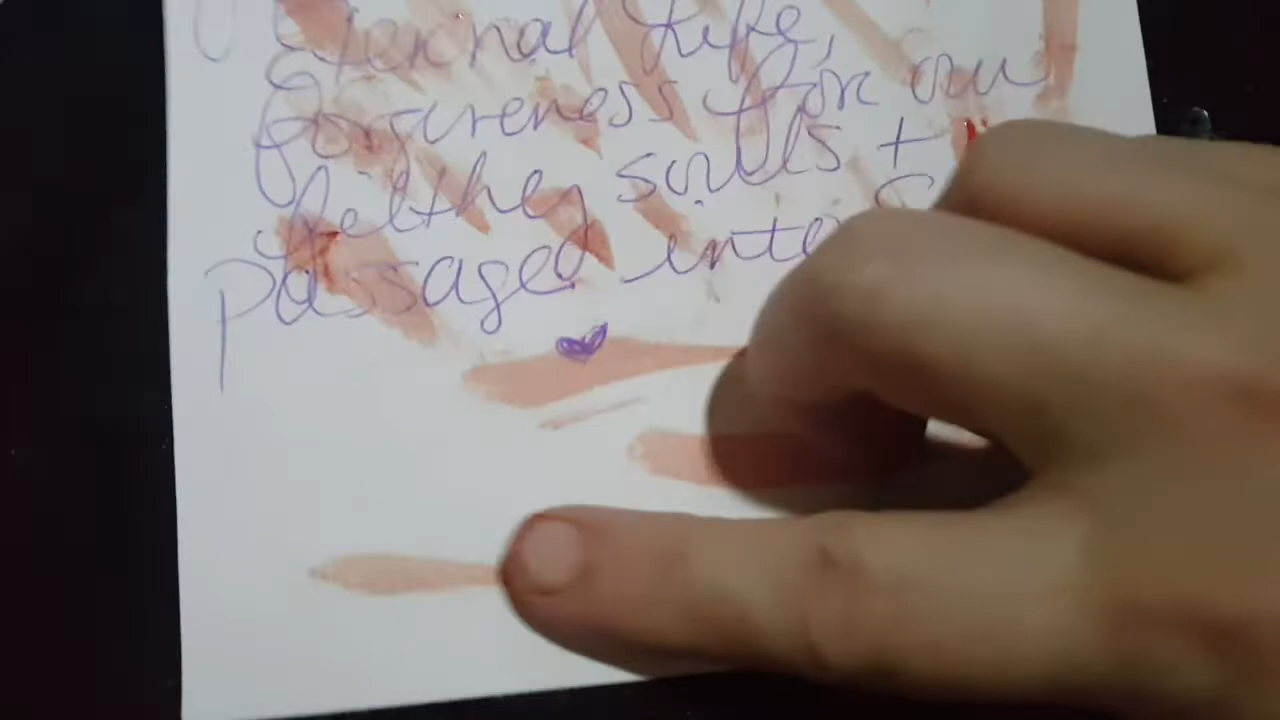 Eternal Life,
forgiveness for our
filthy souls +
passage into